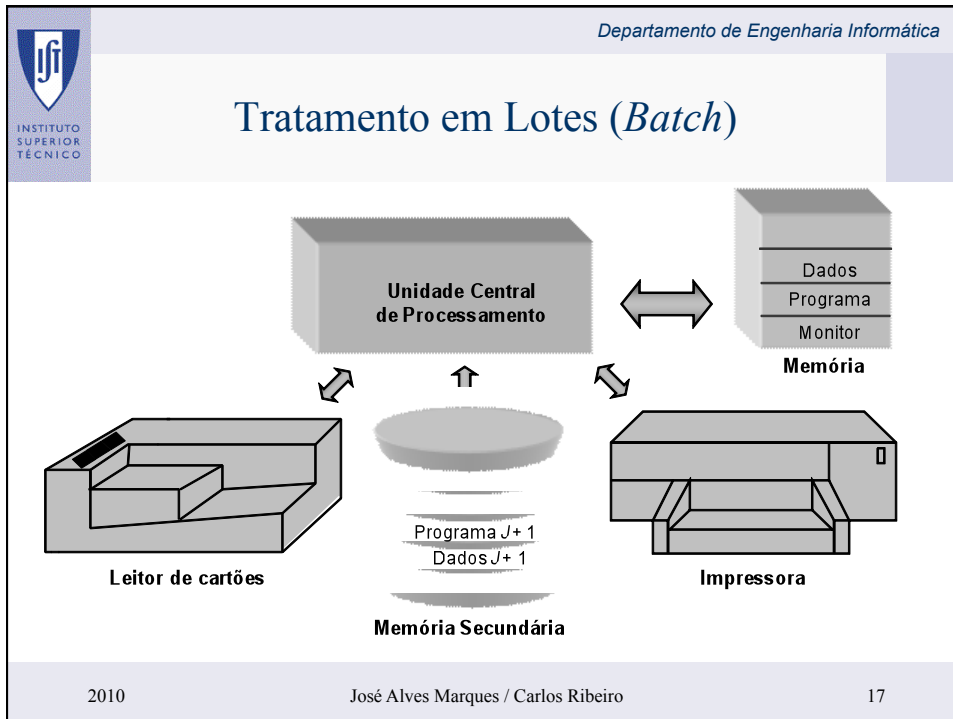 Departamento de Engenharia Informática
INSTITUTO
SUPERIOR
TÉCNICO
Tratamento em Lotes (Batch)
Unidade Central
de Processamento
Dados
Programa
Monitor
Memória
Leitor de cartões
Programa J+ 1
Dados J+ 1
Memória Secundária
Impressora
2010
José Alves Marques / Carlos Ribeiro
17